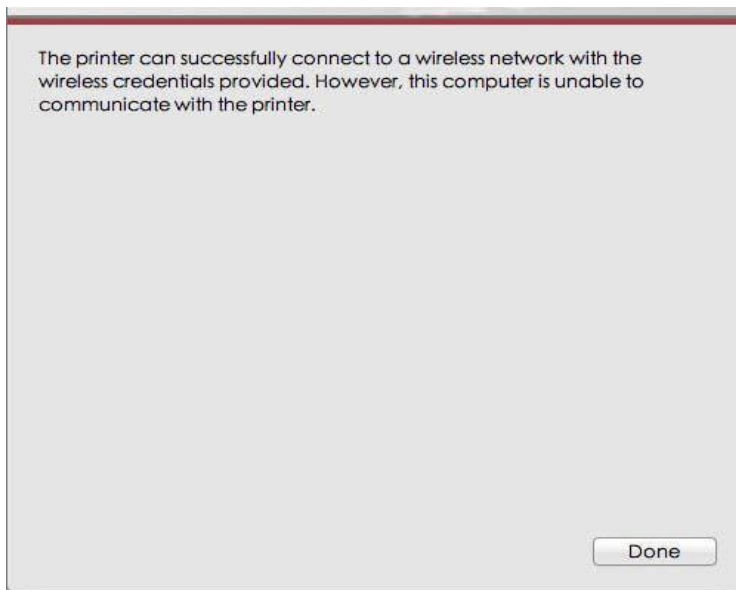 The printer can successfully connect to a wireless network with the
wireless credentials provided. However, this computer is unable to
communicate with the printer.
Done